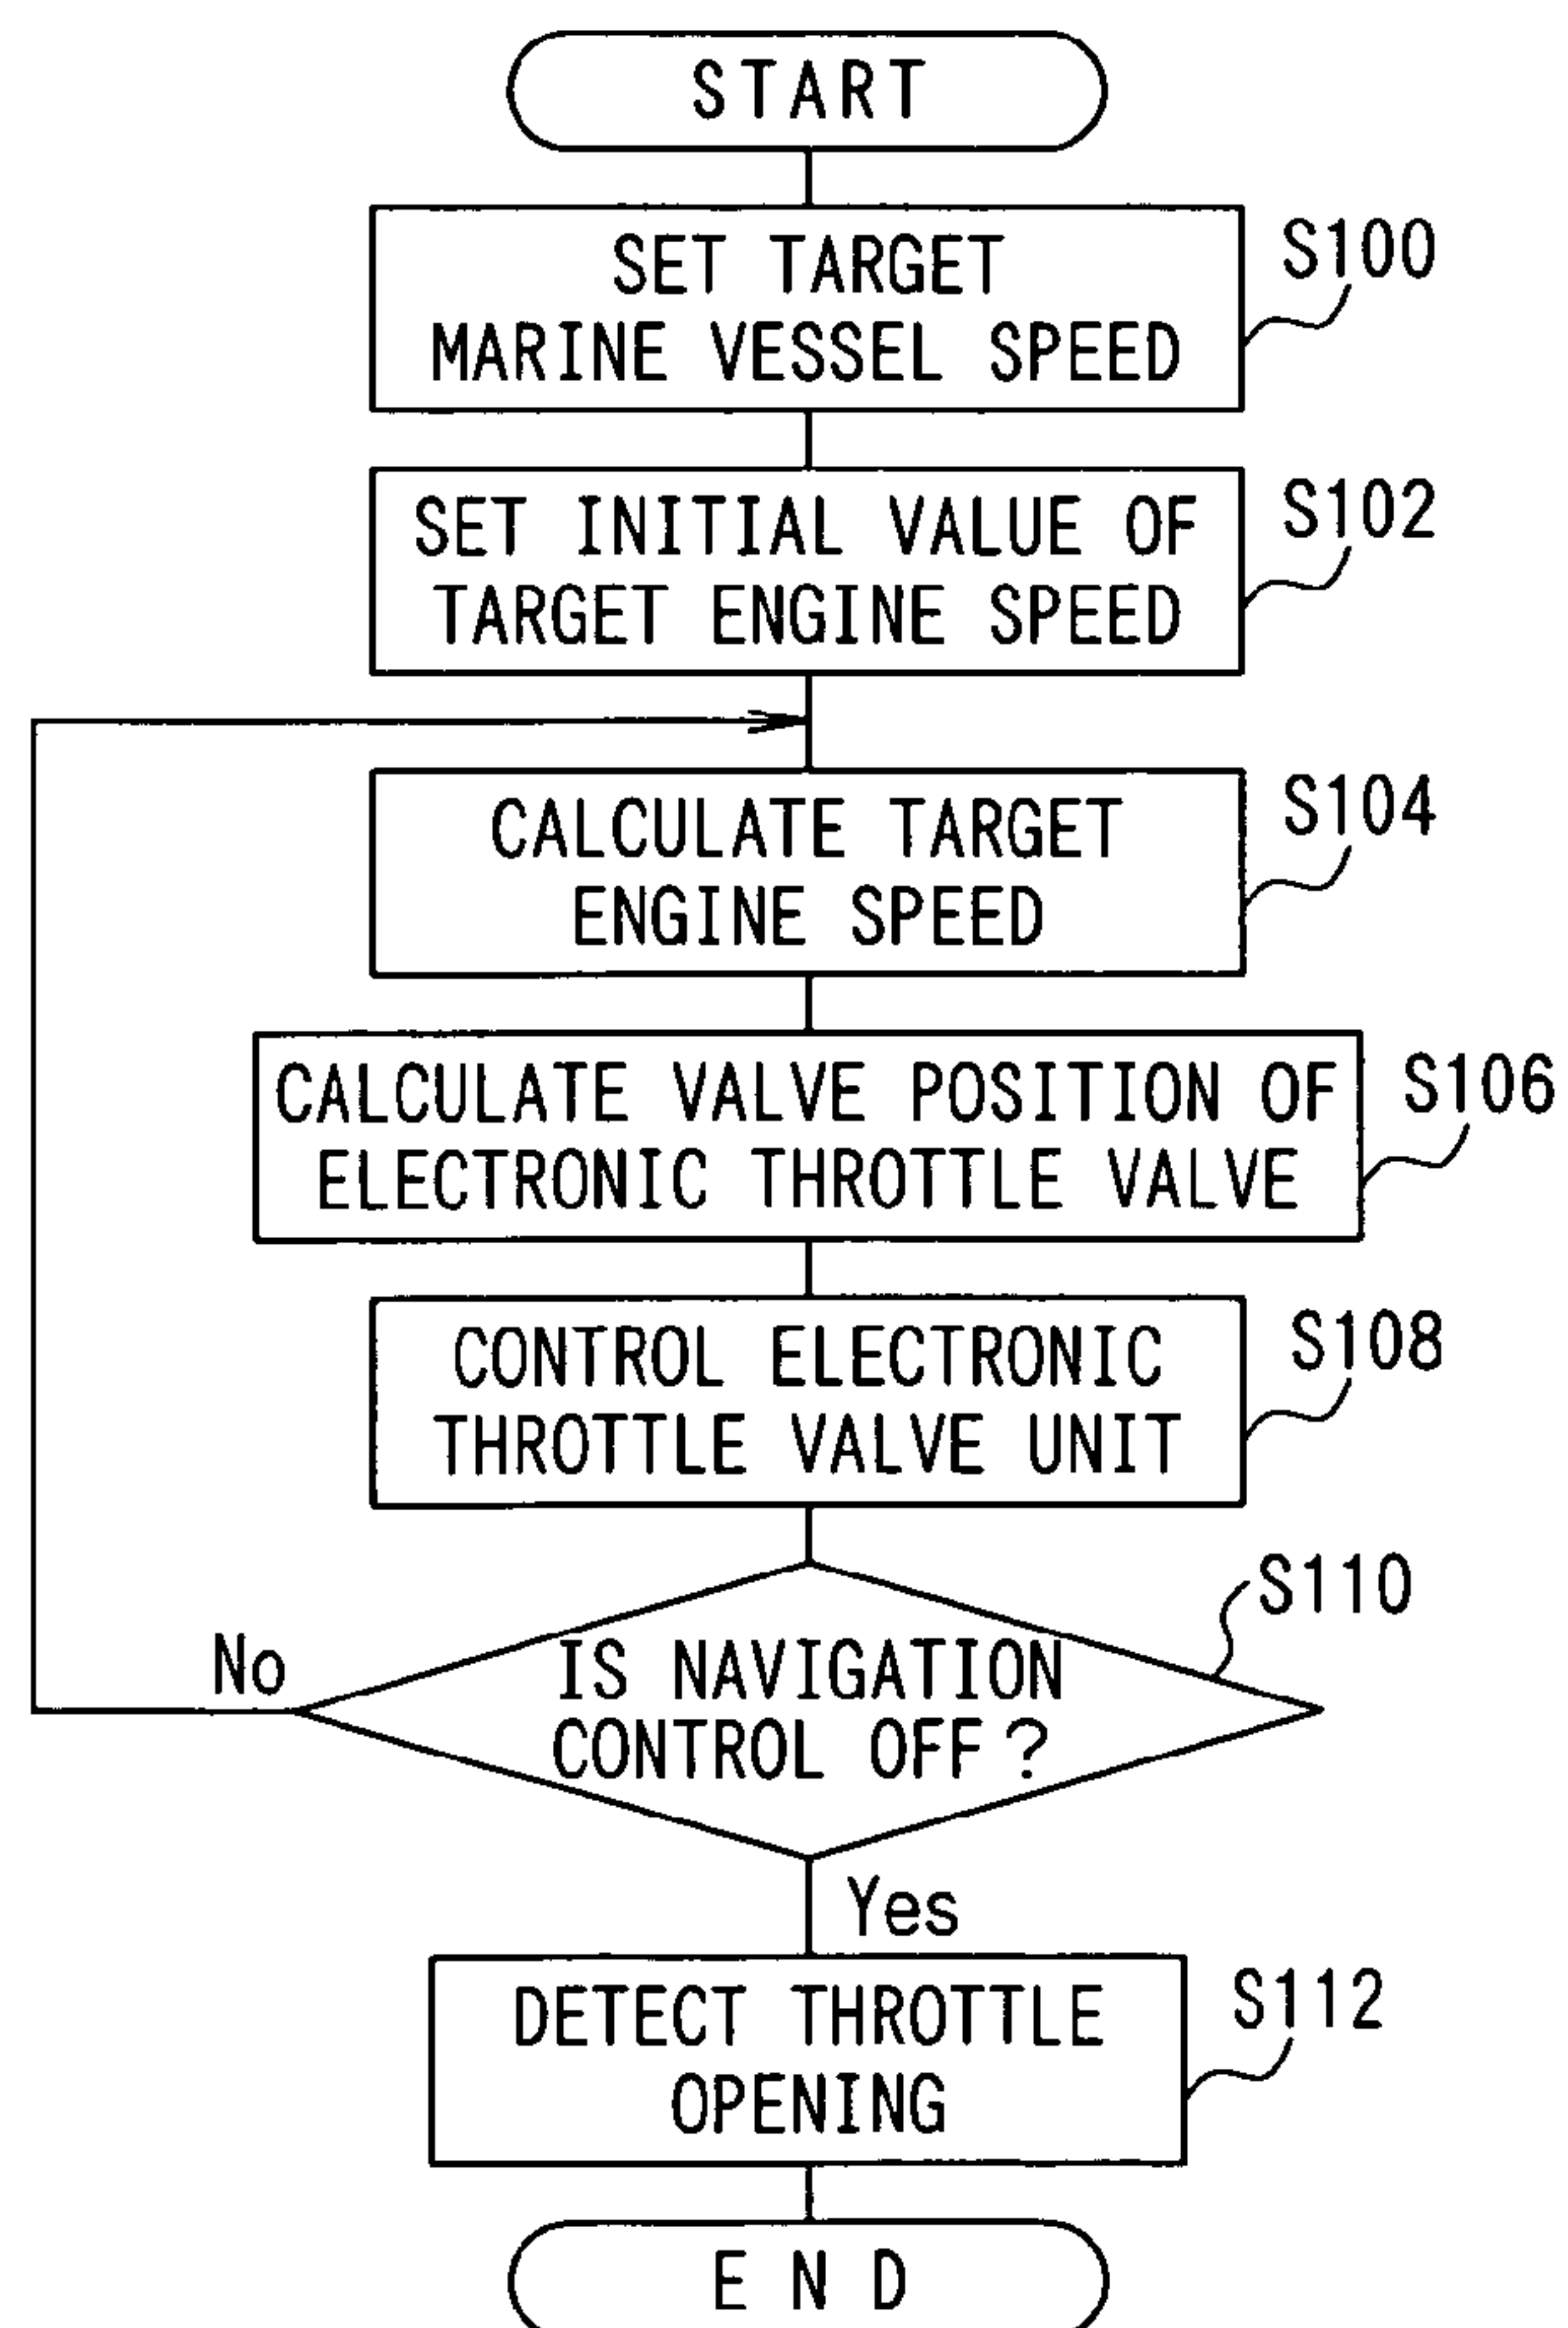 START
SET TARGET
MARINE VESSEL SPEED
S100
SET INITIAL VALUE OF
TARGET ENGINE SPEED
S102
CALCULATE TARGET
ENGINE SPEED
S104
CALCULATE VALVE POSITION OF
ELECTRONIC THROTTLE VALVE
S106
CONTROL ELECTRONIC
THROTTLE VALVE UNIT
S108
IS NAVIGATION
CONTROL OFF?
S110
No
Yes
DETECT THROTTLE
OPENING
S112
END